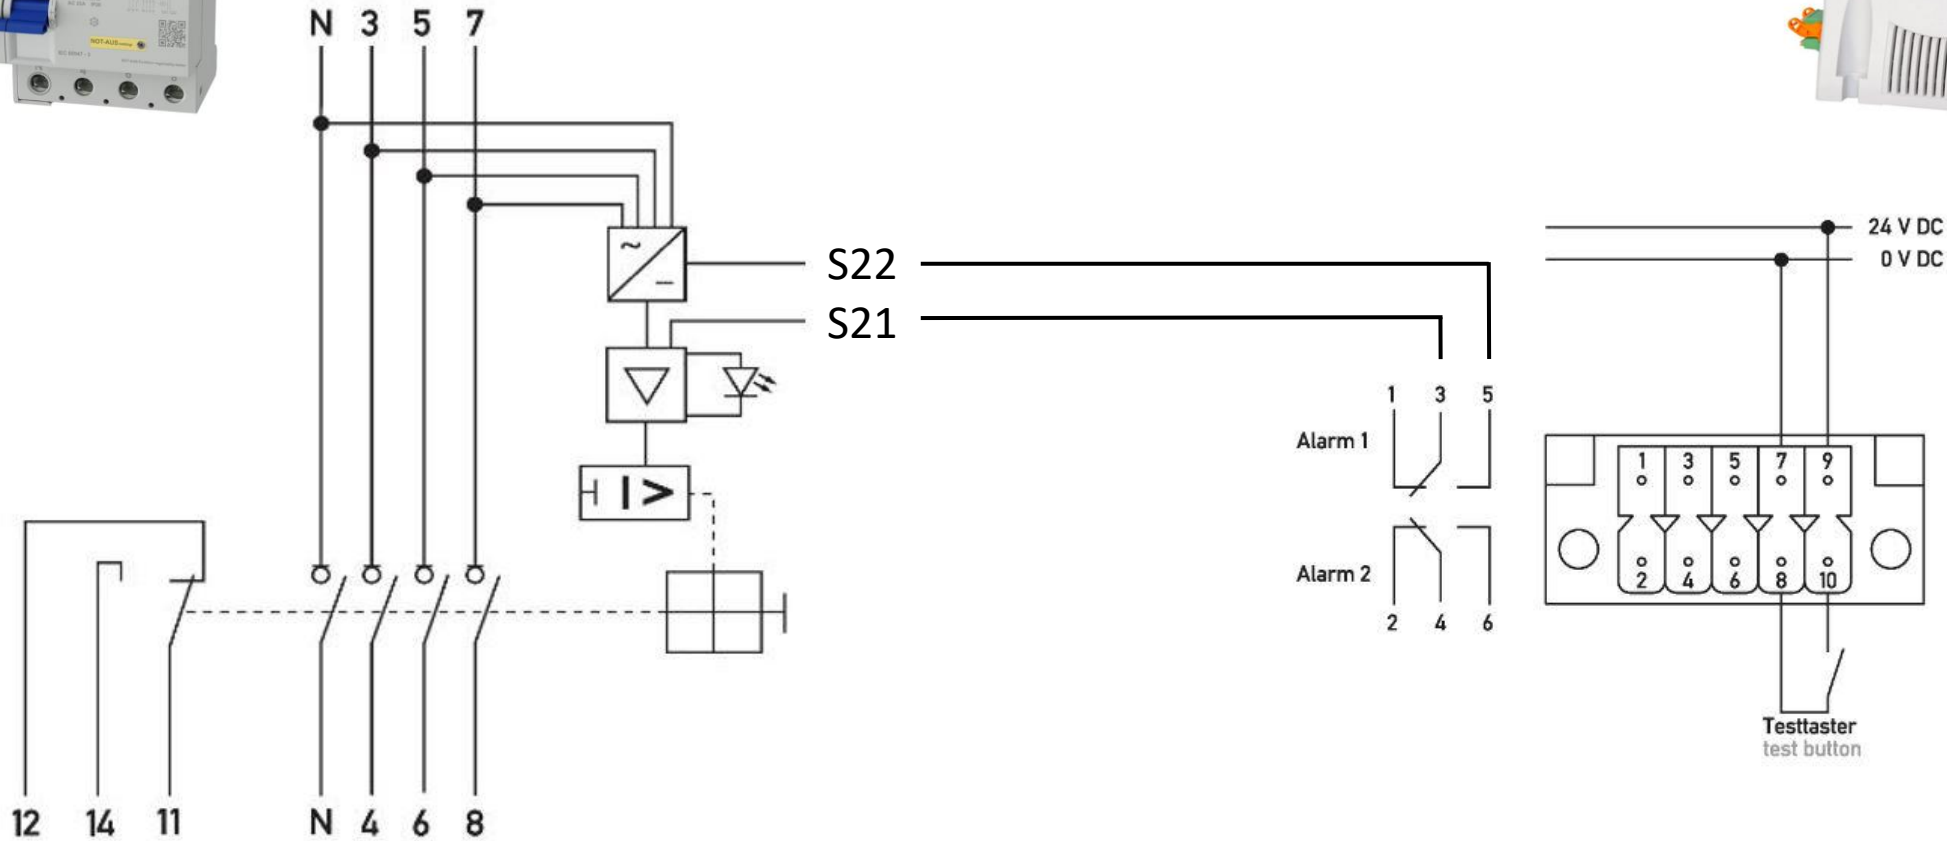 NOT-AUS
N 3 5 7
24 V DC
0 V DC
S22
S21
~
–
1 3 5
Alarm 1
Alarm 2
2 4 6
I >
1 3 5 7 9
2 4 6 8 10
Testtaster
test button
12 14 11 N 4 6 8